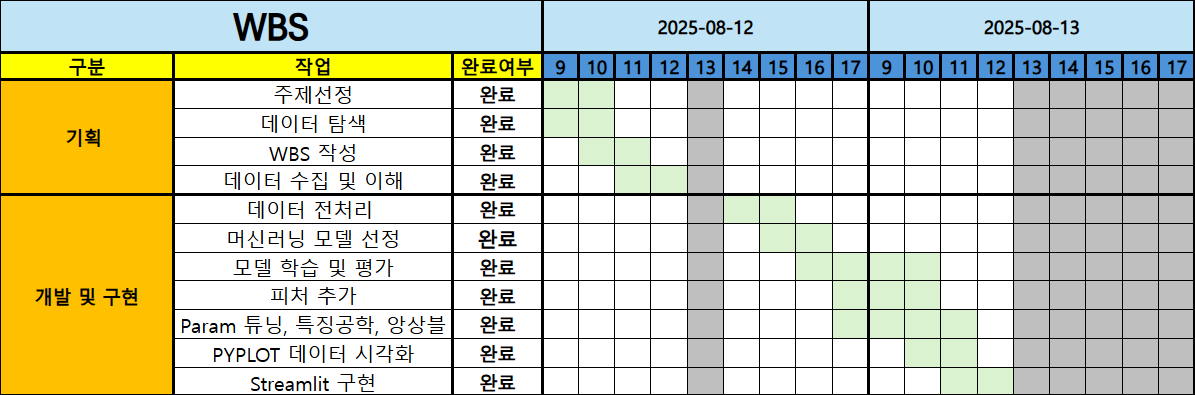 WBS 2025-08-12 2025-08-13
구분 작업 완료여부 9 10 11 12 13 14 15 16 17 9 10 11 12 13 14 15 16 17
기획
주제선정 완료
데이터 탐색 완료
WBS 작성 완료
데이터 수집 및 이해 완료
개발 및 구현
데이터 전처리 완료
머신러닝 모델 선정 완료
모델 학습 및 평가 완료
피처 추가 완료
Param 튜닝, 특징공학, 앙상블 완료
PYPLOT 데이터 시각화 완료
Streamlit 구현 완료